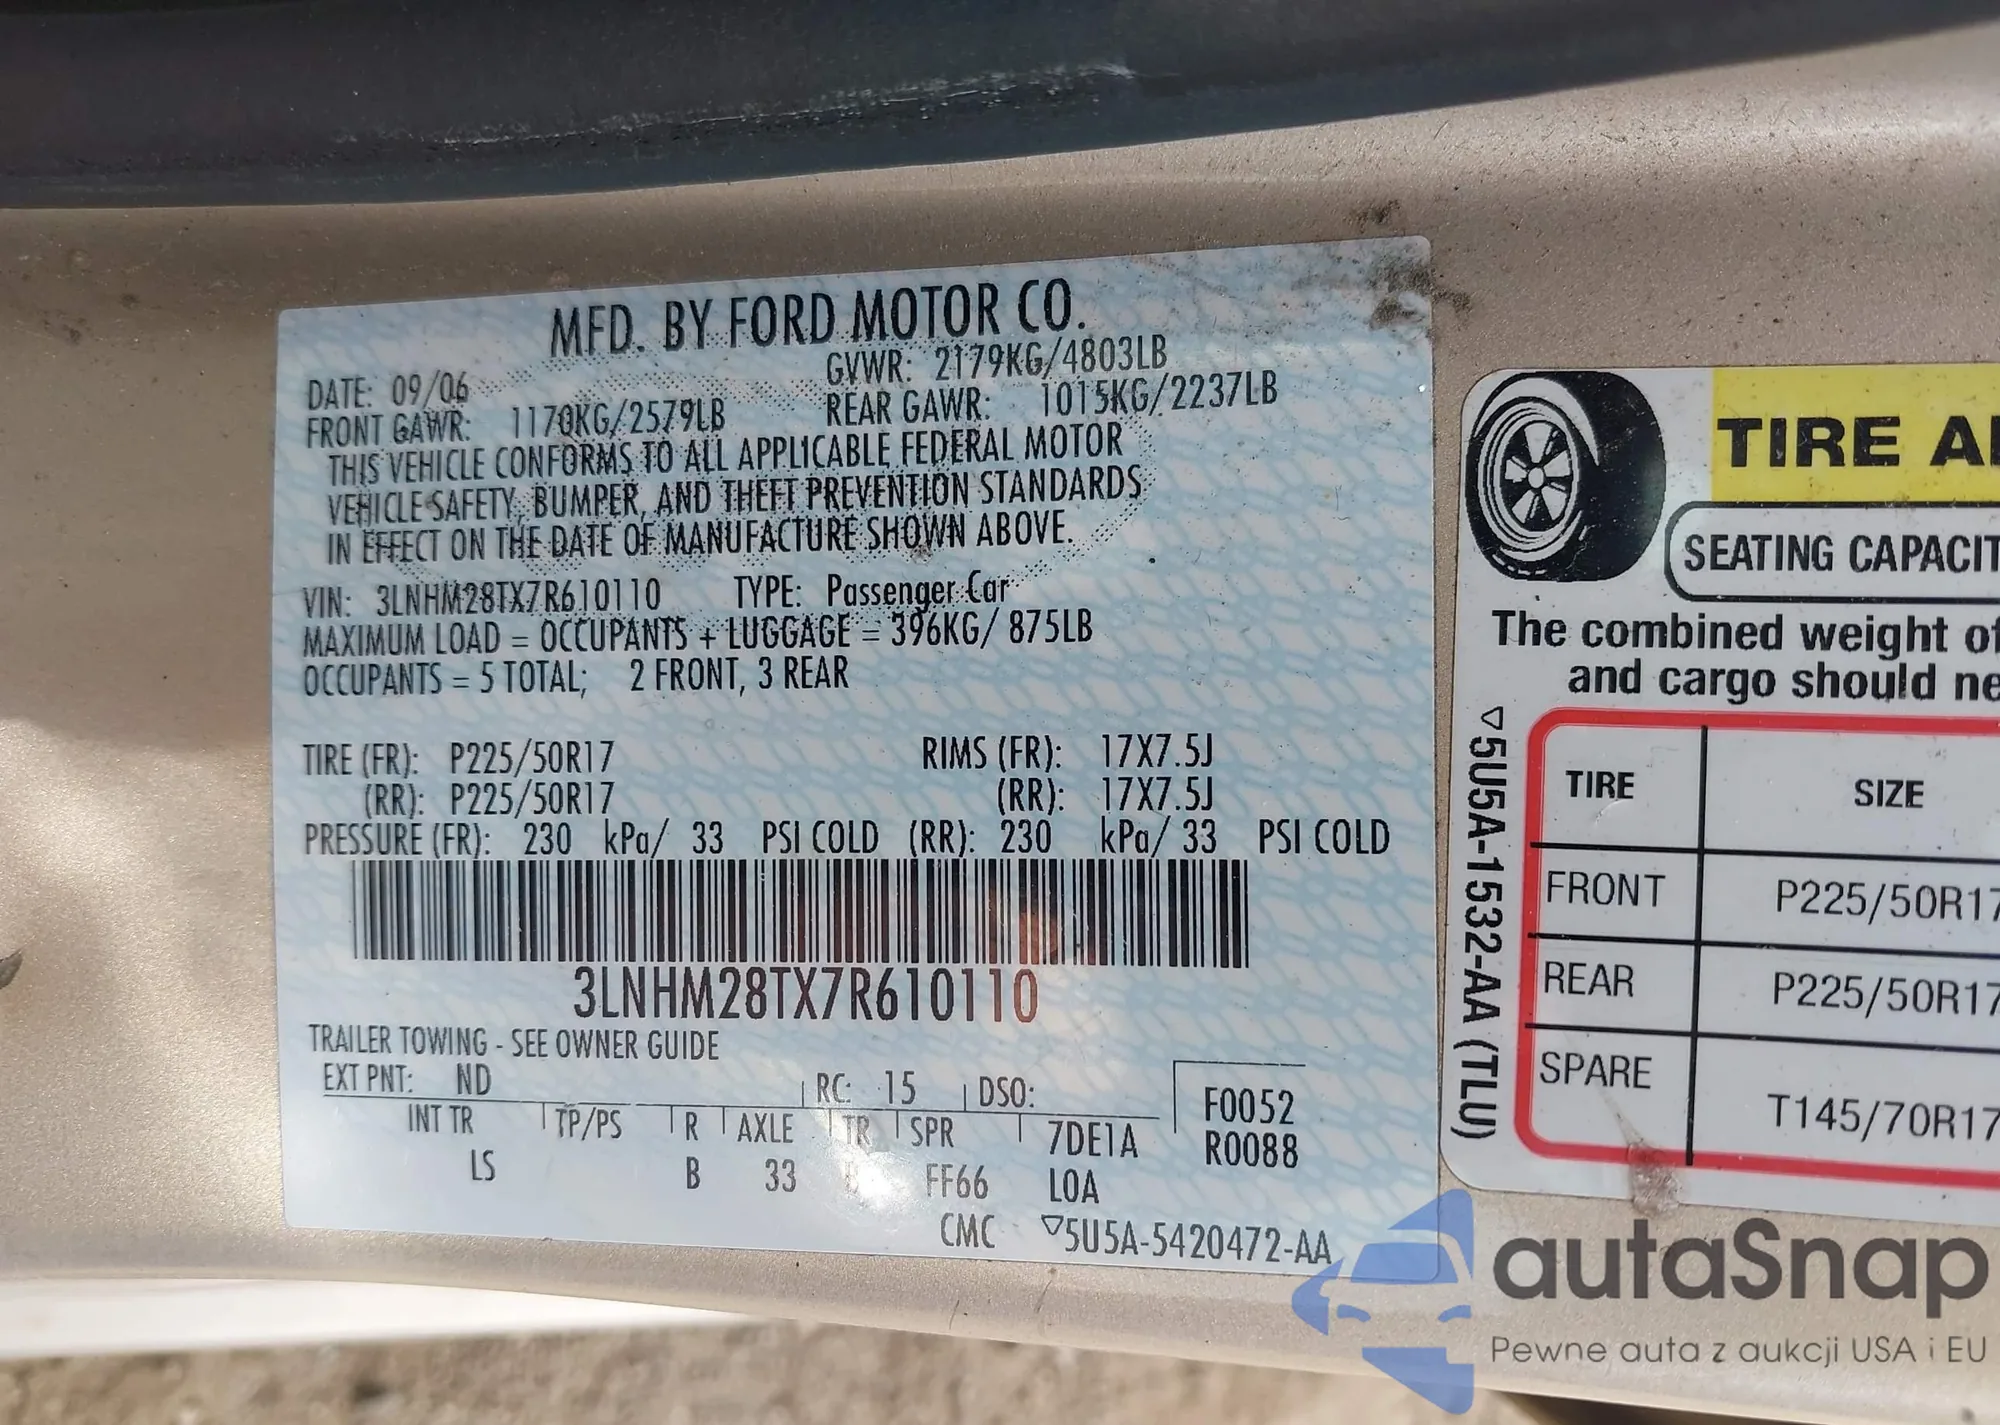 MFD. BY FORD MOTOR CO.
DATE: 09/06 GVWR: 2179KG/4803LB
FRONT GAWR: 1170KG/2579LB REAR GAWR: 1015KG/2237LB
THIS VEHICLE CONFORMS TO ALL APPLICABLE FEDERAL MOTOR
VEHICLE SAFETY, BUMPER, AND THEFT PREVENTION STANDARDS
IN EFFECT ON THE DATE OF MANUFACTURE SHOWN ABOVE.
VIN: 3LNHM28TX7R610110 TYPE: Passenger Car
MAXIMUM LOAD = OCCUPANTS + LUGGAGE = 396KG/ 875LB
OCCUPANTS = 5 TOTAL; 2 FRONT, 3 REAR
TIRE (FR): P225/50R17 RIMS (FR): 17X7.5J
(RR): P225/50R17 (RR): 17X7.5J
PRESSURE (FR): 230 kPa/ 33 PSI COLD (RR): 230 kPa/ 33 PSI COLD
3LNHM28TX7R610110
TRAILER TOWING - SEE OWNER GUIDE
EXT PNT: ND RC: 15 DSO: F0052
INT TR TP/PS R AXLE TR SPR 7DE1A R0088
LS B 33 B FF66 LOA
CMC ▽5U5A-5420472-AA
TIRE A
SEATING CAPACIT
The combined weight of
and cargo should ne
▽5U5A-1532-AA (TLU)
TIRE SIZE
FRONT P225/50R17
REAR P225/50R17
SPARE T145/70R17
autaSnap
Pewne auta z aukcji USA i EU